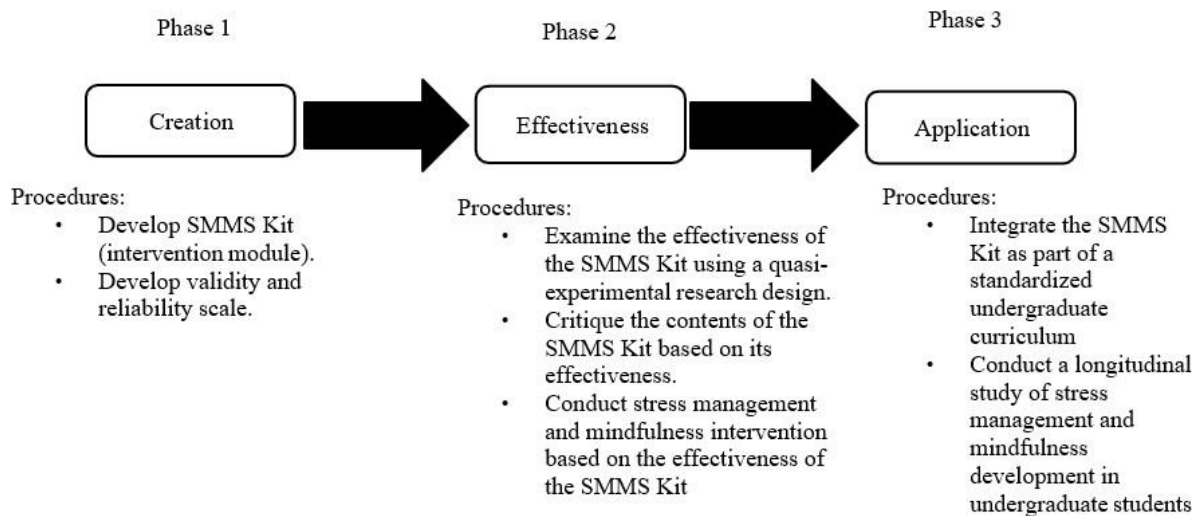 Phase 1
Phase 2
Phase 3
Creation
Effectiveness
Application
Procedures:
• Develop SMMS Kit
(intervention module).
• Develop validity and
reliability scale.
Procedures:
• Examine the effectiveness of
the SMMS Kit using a quasi-
experimental research design.
• Critique the contents of the
SMMS Kit based on its
effectiveness.
• Conduct stress management
and mindfulness intervention
based on the effectiveness of
the SMMS Kit
Procedures:
• Integrate the SMMS
Kit as part of a
standardized
undergraduate
curriculum
• Conduct a longitudinal
study of stress
management and
mindfulness
development in
undergraduate students